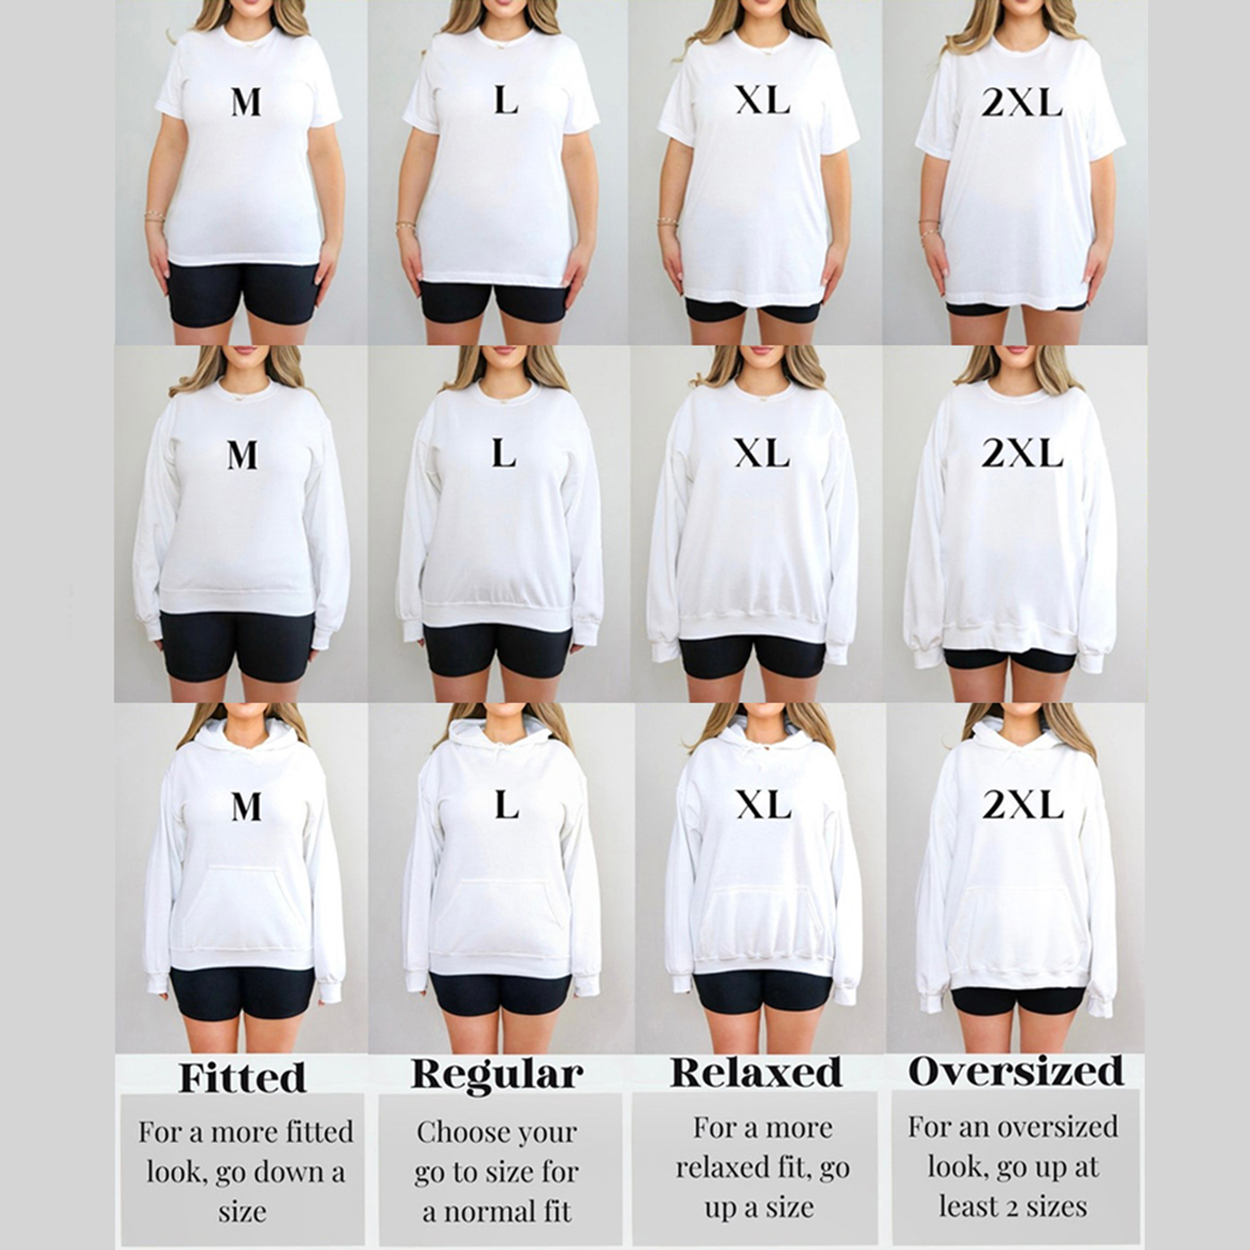 M
L
XL
2XL
M
L
XL
2XL
M
L
XL
2XL
Fitted
For a more fitted
look, go down a
size
Regular
Choose your
go to size for
a normal fit
Relaxed
For a more
relaxed fit, go
up a size
Oversized
For an oversized
look, go up at
least 2 sizes